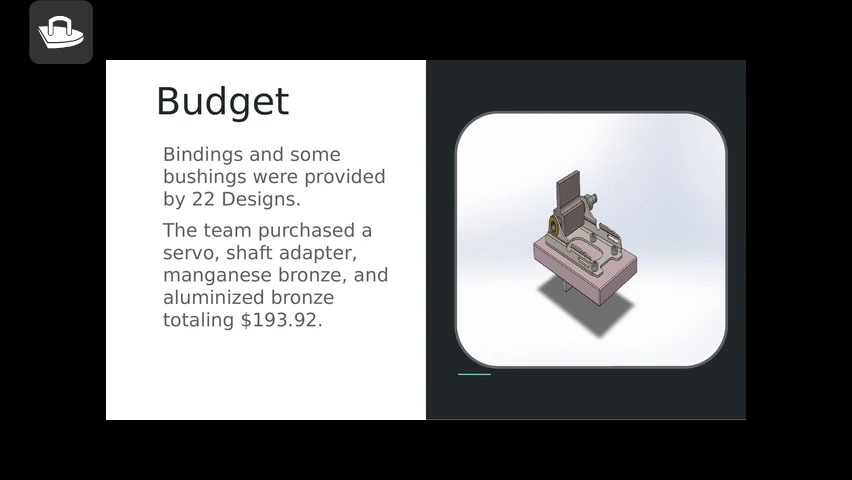 Budget
Bindings and some
bushings were provided
by 22 Designs.
The team purchased a
servo, shaft adapter,
manganese bronze, and
aluminized bronze
totaling $193.92.